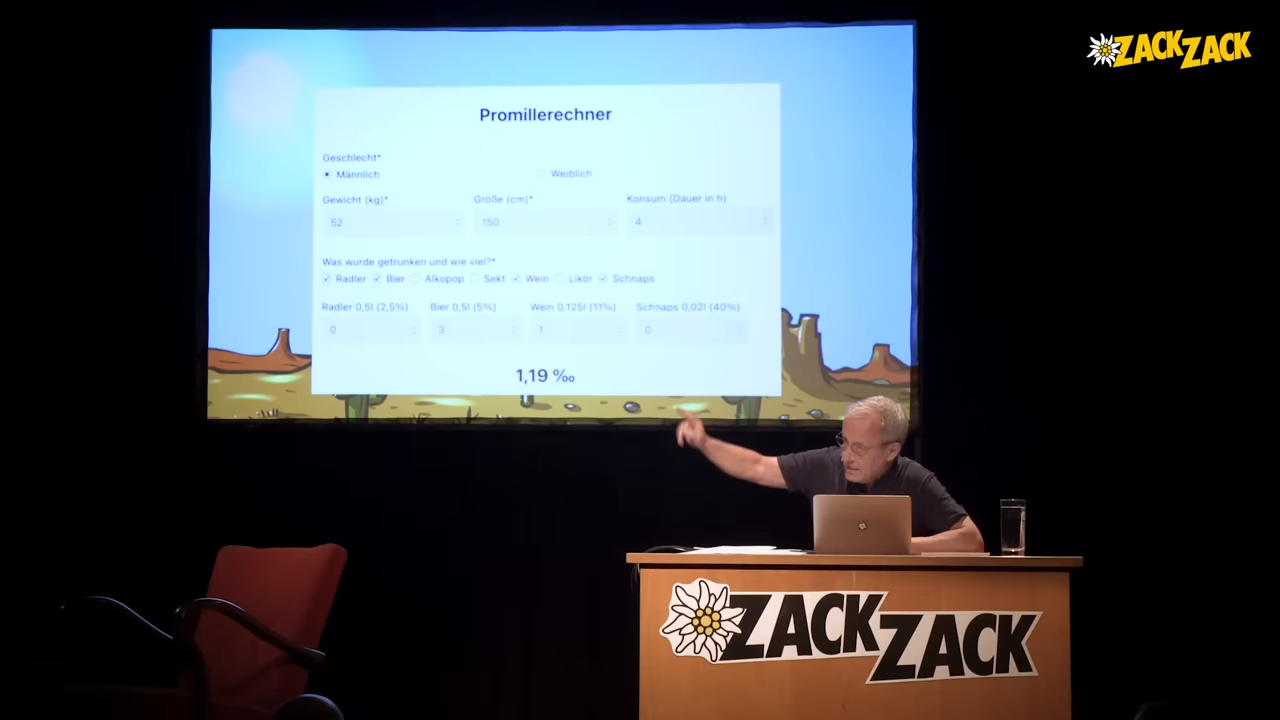 ZACKZACK
Promillerechner
Geschlecht*
Männlich
Weiblich
Gewicht (kg)*
Größe (cm)*
Konsum (Dauer in h)
52
150
4
Was wurde getrunken und wie viel?*
Radler Bier Alkopop Sekt Wein Likör Schnaps
Radler 0,5l (2,5%)
Bier 0,5l (5%)
Wein 0,125l (11%)
Schnaps 0,02l (40%)
0
3
1
0
1,19 ‰
ZACKZACK